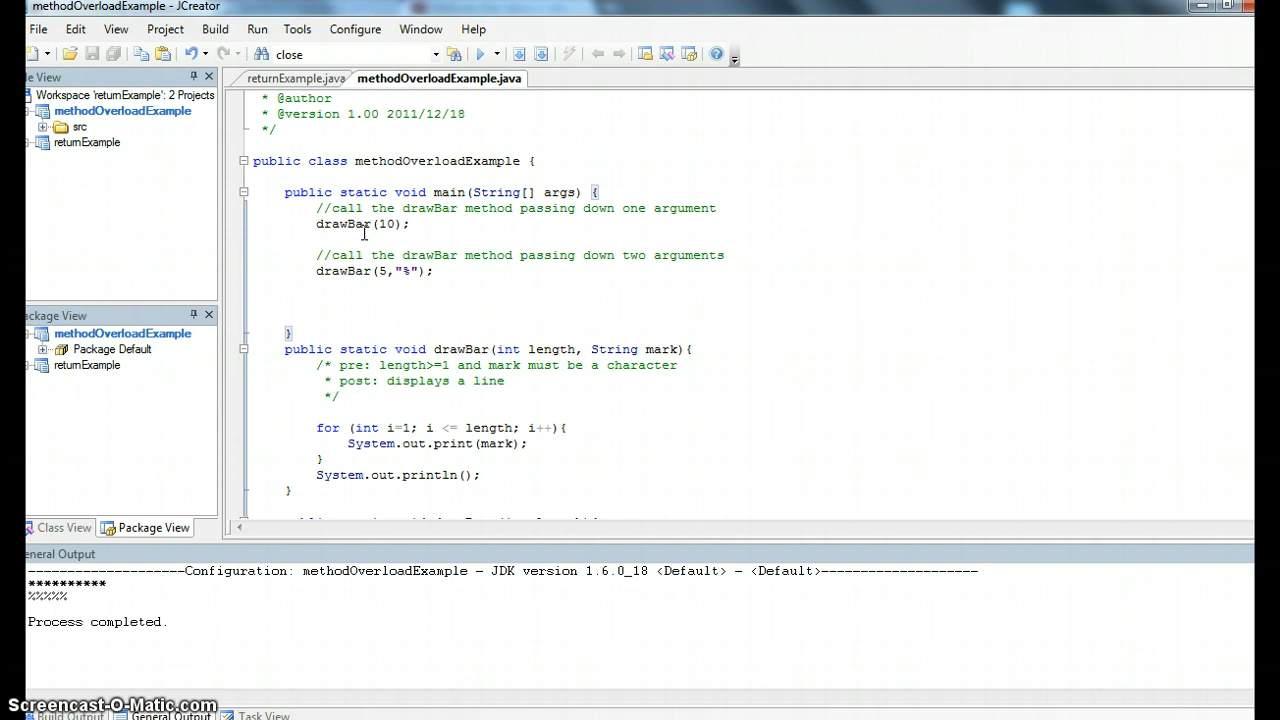 methodOverloadExample - JCreator
File Edit View Project Build Run Tools Configure Window Help
close
le View
returnExample.java methodOverloadExample.java
Workspace 'returnExample': 2 Projects
methodOverloadExample
src
returnExample
ackage View
methodOverloadExample
Package Default
returnExample
Class View Package View
* @author
* @version 1.00 2011/12/18
*/
public class methodOverloadExample {
public static void main(String[] args) {
//call the drawBar method passing down one argument
drawBar(10);
//call the drawBar method passing down two arguments
drawBar(5,"%");
}
public static void drawBar(int length, String mark){
/* pre: length>=1 and mark must be a character
* post: displays a line
*/
for (int i=1; i <= length; i++){
System.out.print(mark);
}
System.out.println();
}
eneral Output
--------------------Configuration: methodOverloadExample - JDK version 1.6.0_18 <Default> - <Default>--------------------
**********
%%%%%
Process completed.
Screencast-O-Matic.com
Build Output General Output Task View